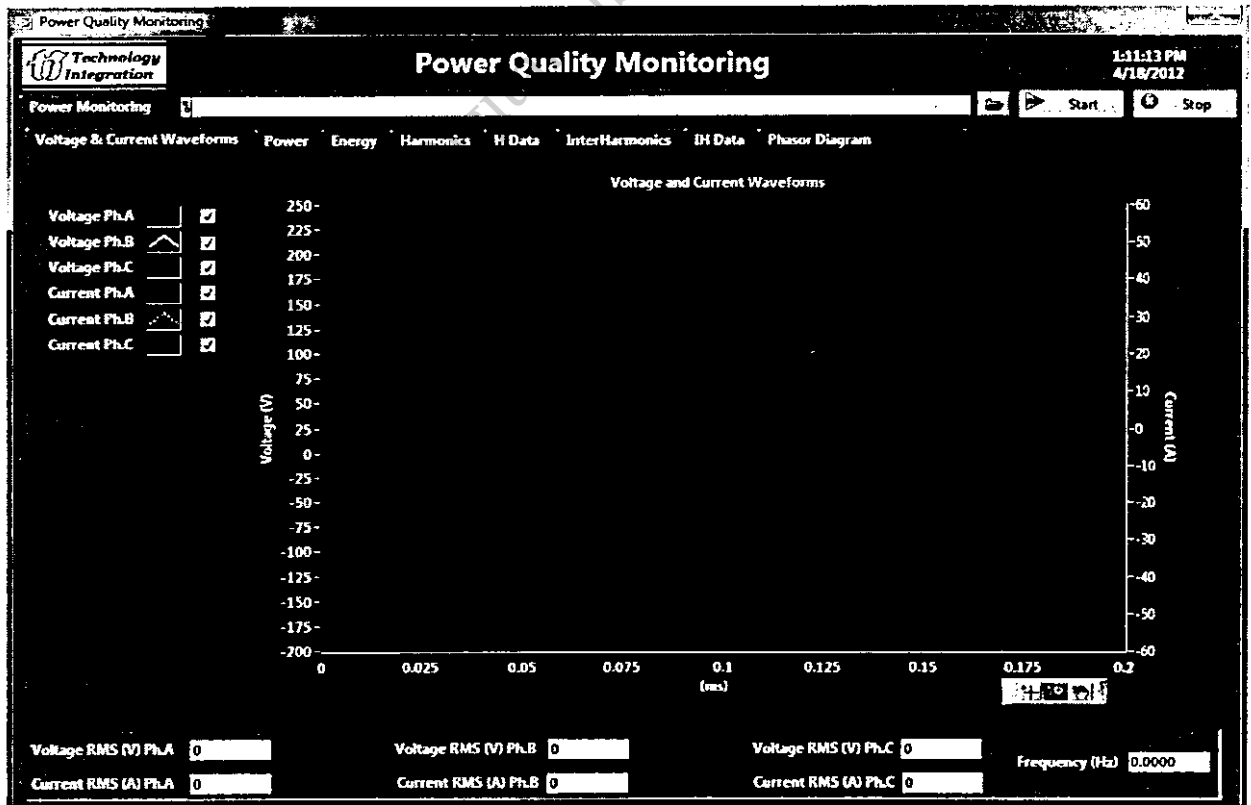 Power Quality Monitoring
Technology
Integration
Power Quality Monitoring
1:11:13 PM
4/18/2012
Power Monitoring
Start
Stop
Voltage & Current Waveforms Power Energy Harmonics H Data InterHarmonics IH Data Phasor Diagram
Voltage and Current Waveforms
Voltage Ph.A
Voltage Ph.B
Voltage Ph.C
Current Ph.A
Current Ph.B
Current Ph.C
Voltage (V)
250
225
200
175
150
125
100
75
50
25
0
-25
-50
-75
-100
-125
-150
-175
-200
60
50
40
30
20
10
0
-10
-20
-30
-40
-50
-60
Current (A)
0 0.025 0.05 0.075 0.1 0.125 0.15 0.175 0.2
(ms)
Voltage RMS (V) Ph.A 0
Voltage RMS (V) Ph.B 0
Voltage RMS (V) Ph.C 0
Frequency (Hz) 0.0000
Current RMS (A) Ph.A 0
Current RMS (A) Ph.B 0
Current RMS (A) Ph.C 0